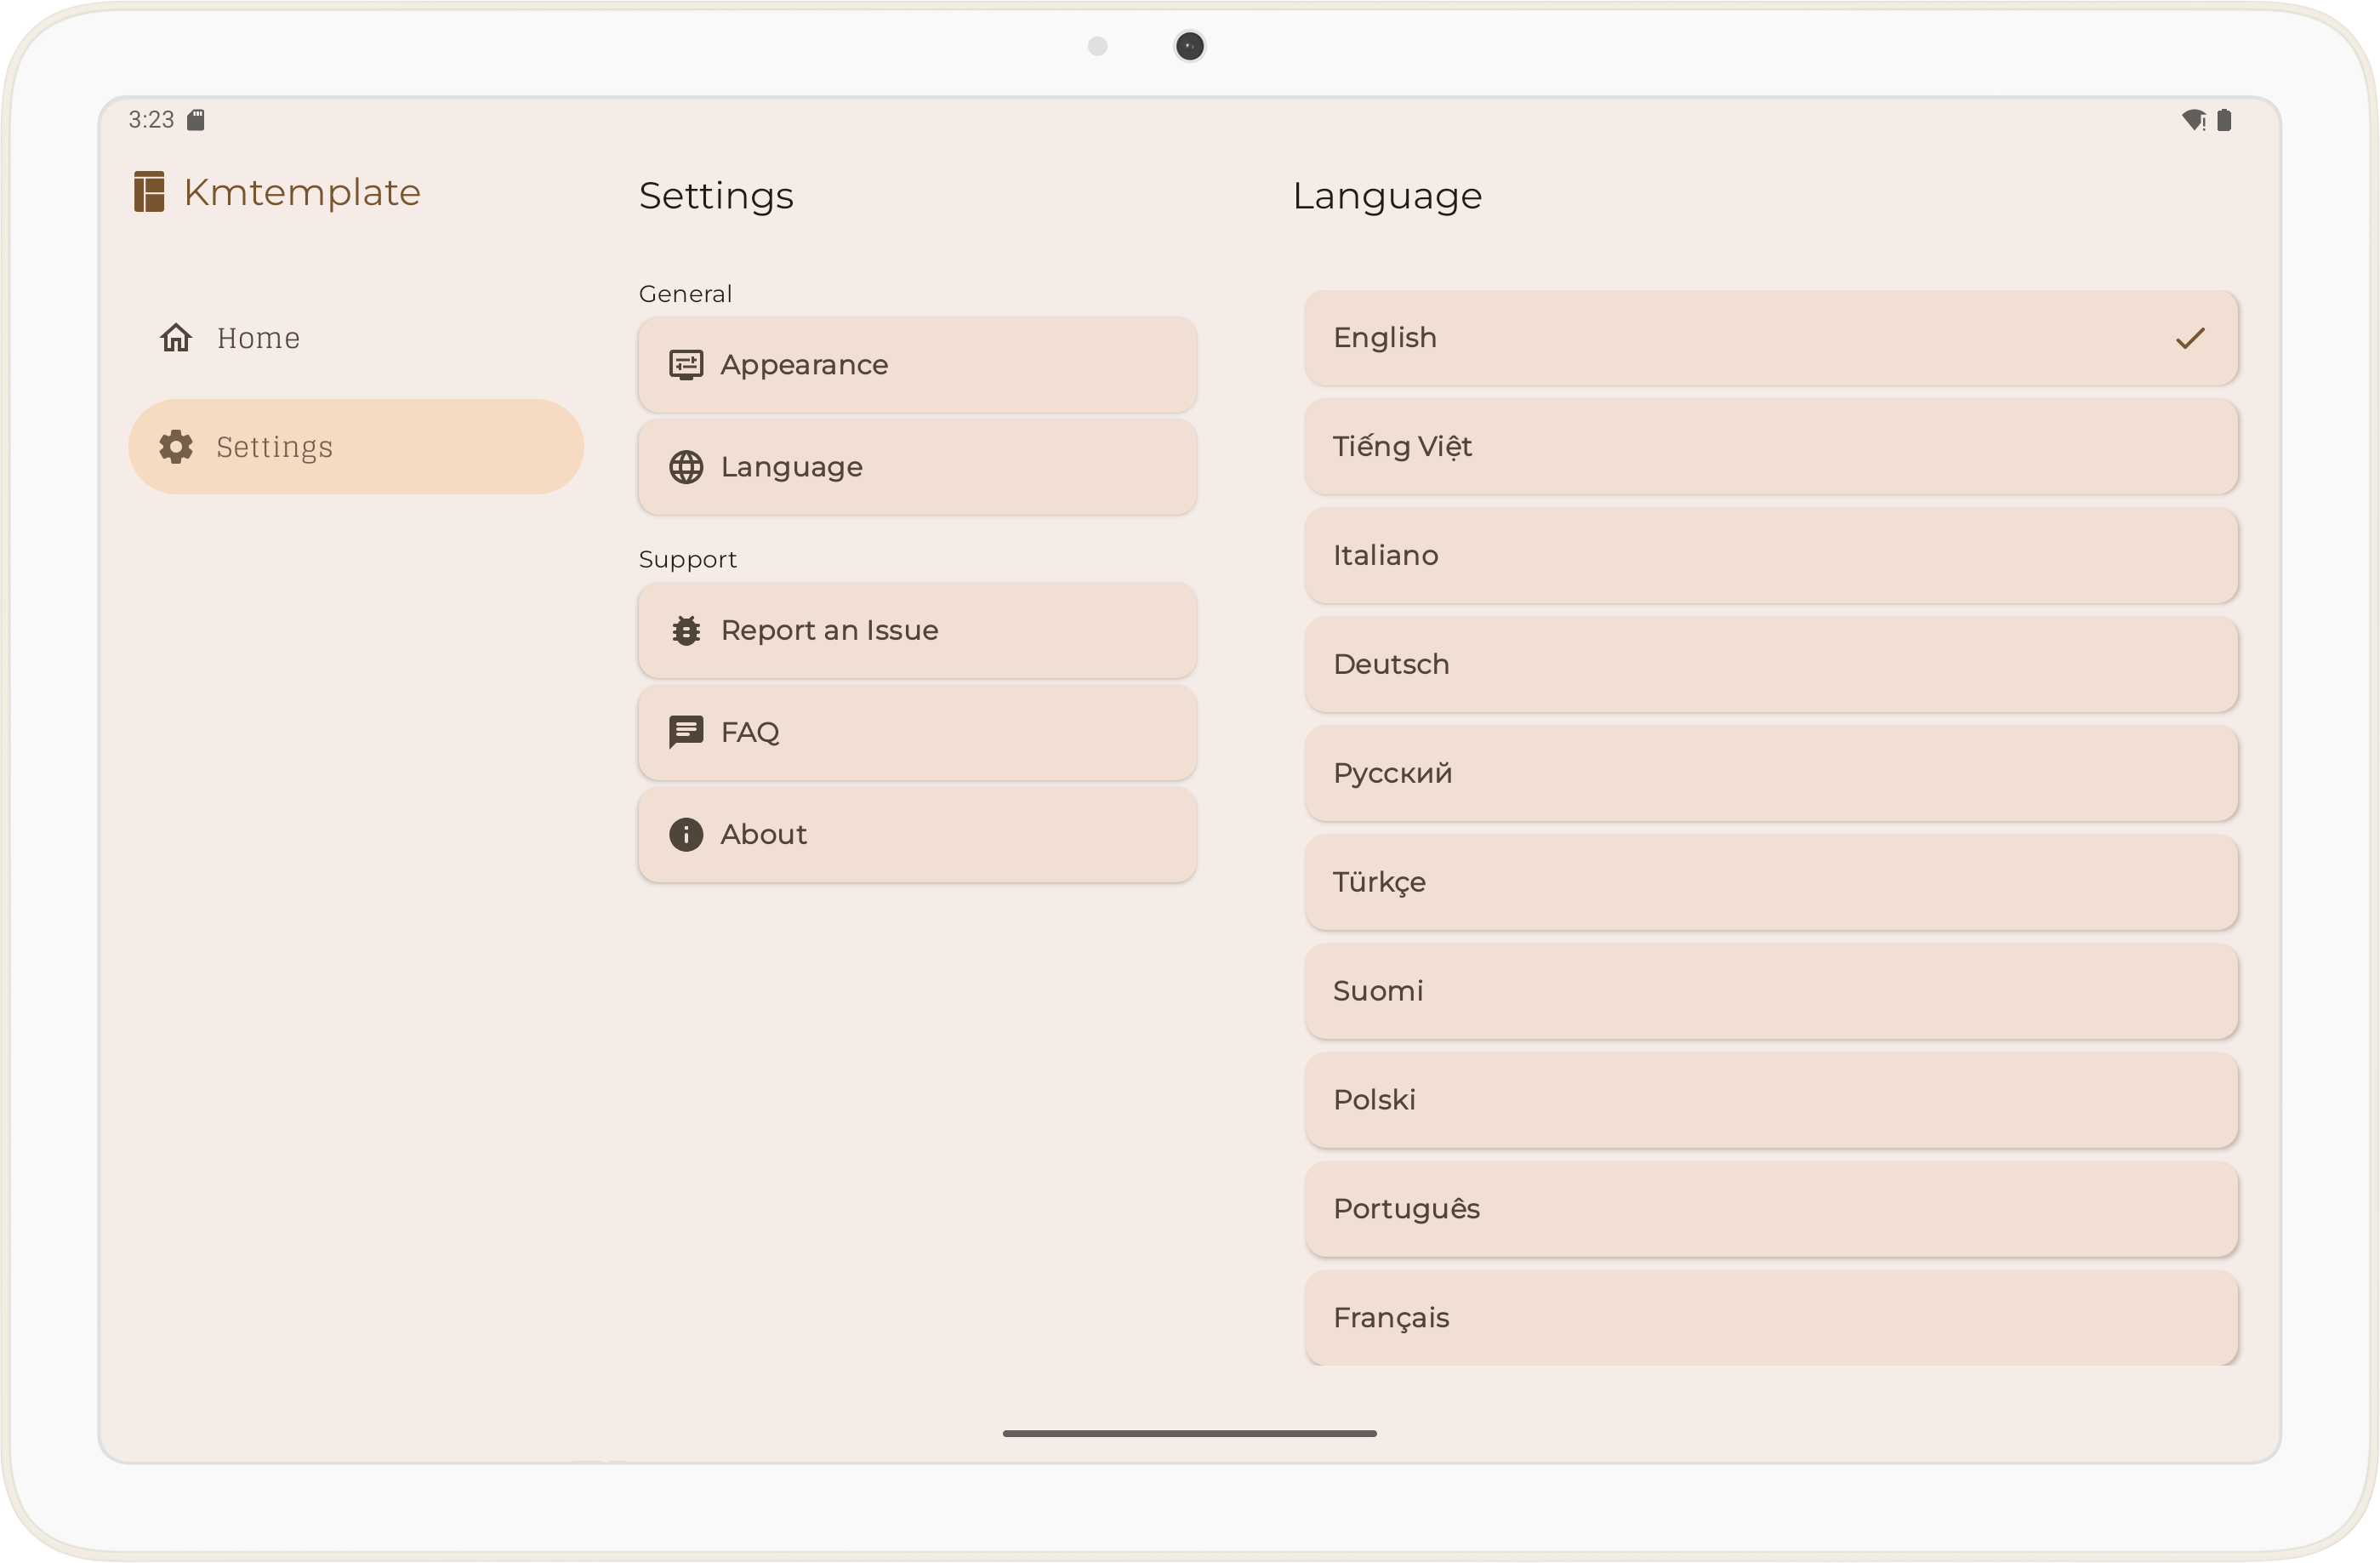 3:23
Kmtemplate
Home
Settings
Settings
General
Appearance
Language
Support
Report an Issue
FAQ
About
Language
English
Tiếng Việt
Italiano
Deutsch
Русский
Türkçe
Suomi
Polski
Português
Français